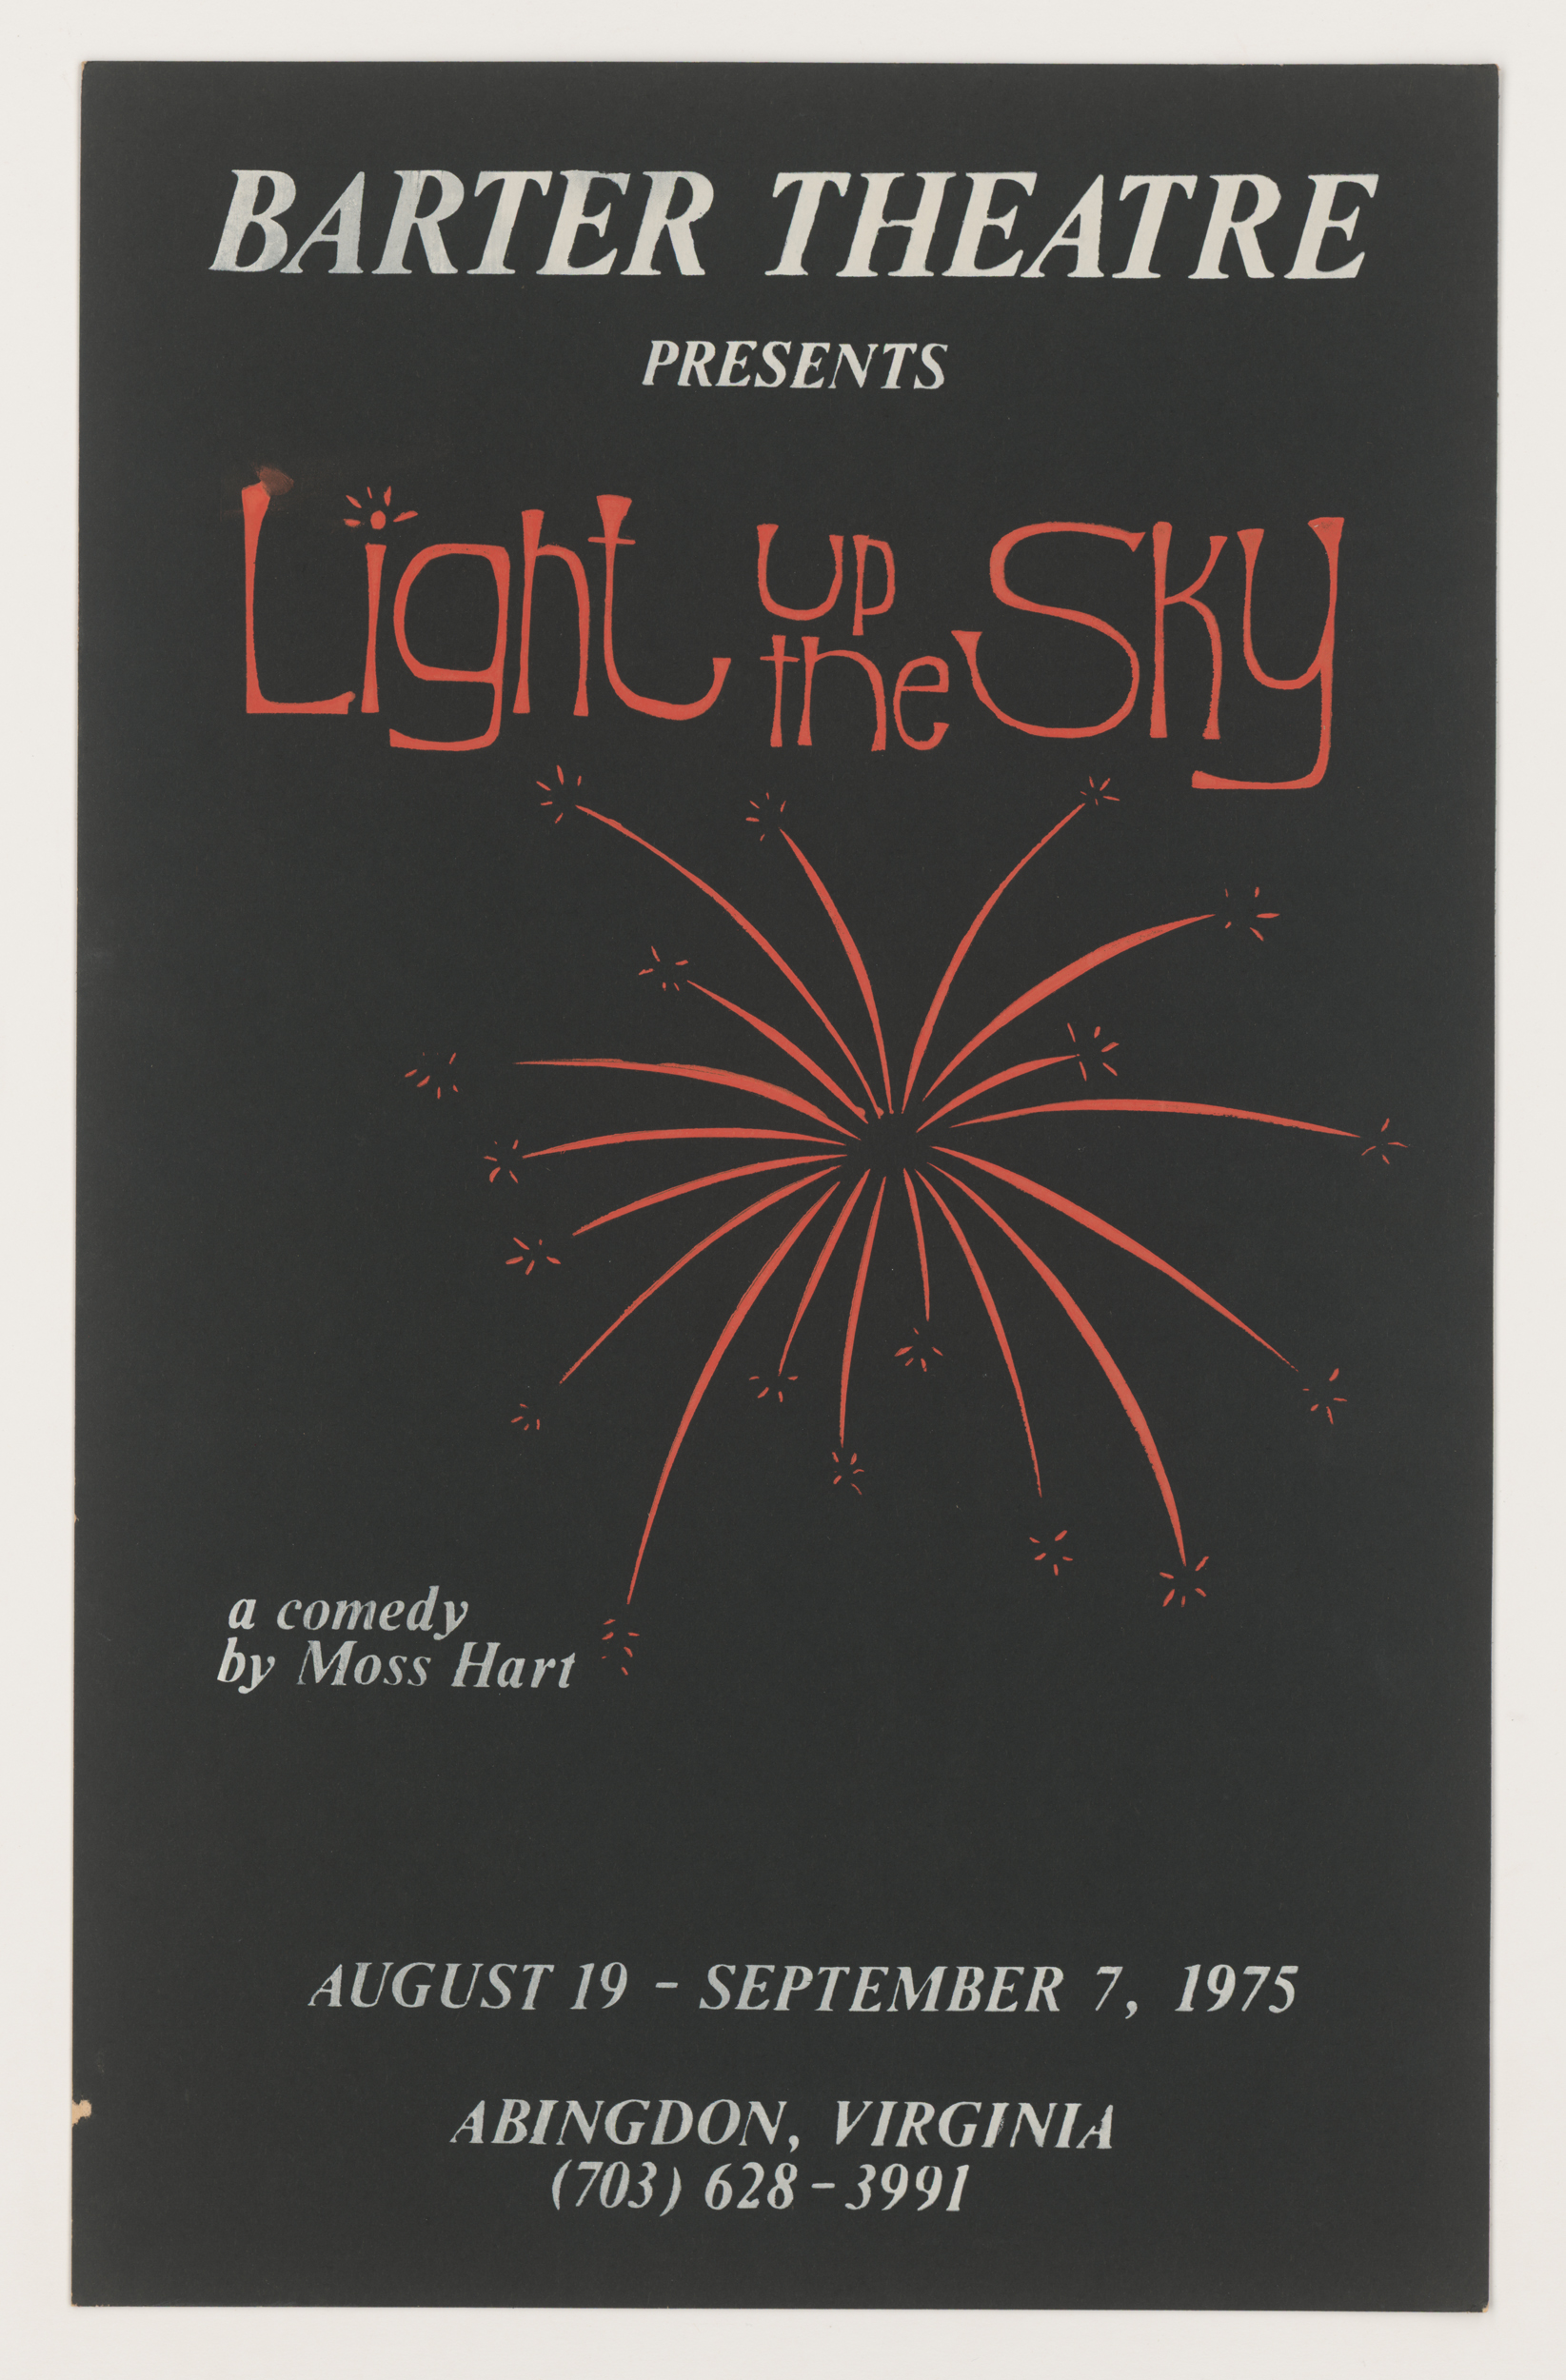 BARTER THEATRE
PRESENTS
Light up the Sky
a comedy
by Moss Hart
AUGUST 19 - SEPTEMBER 7, 1975
ABINGDON, VIRGINIA
(703) 628-3991